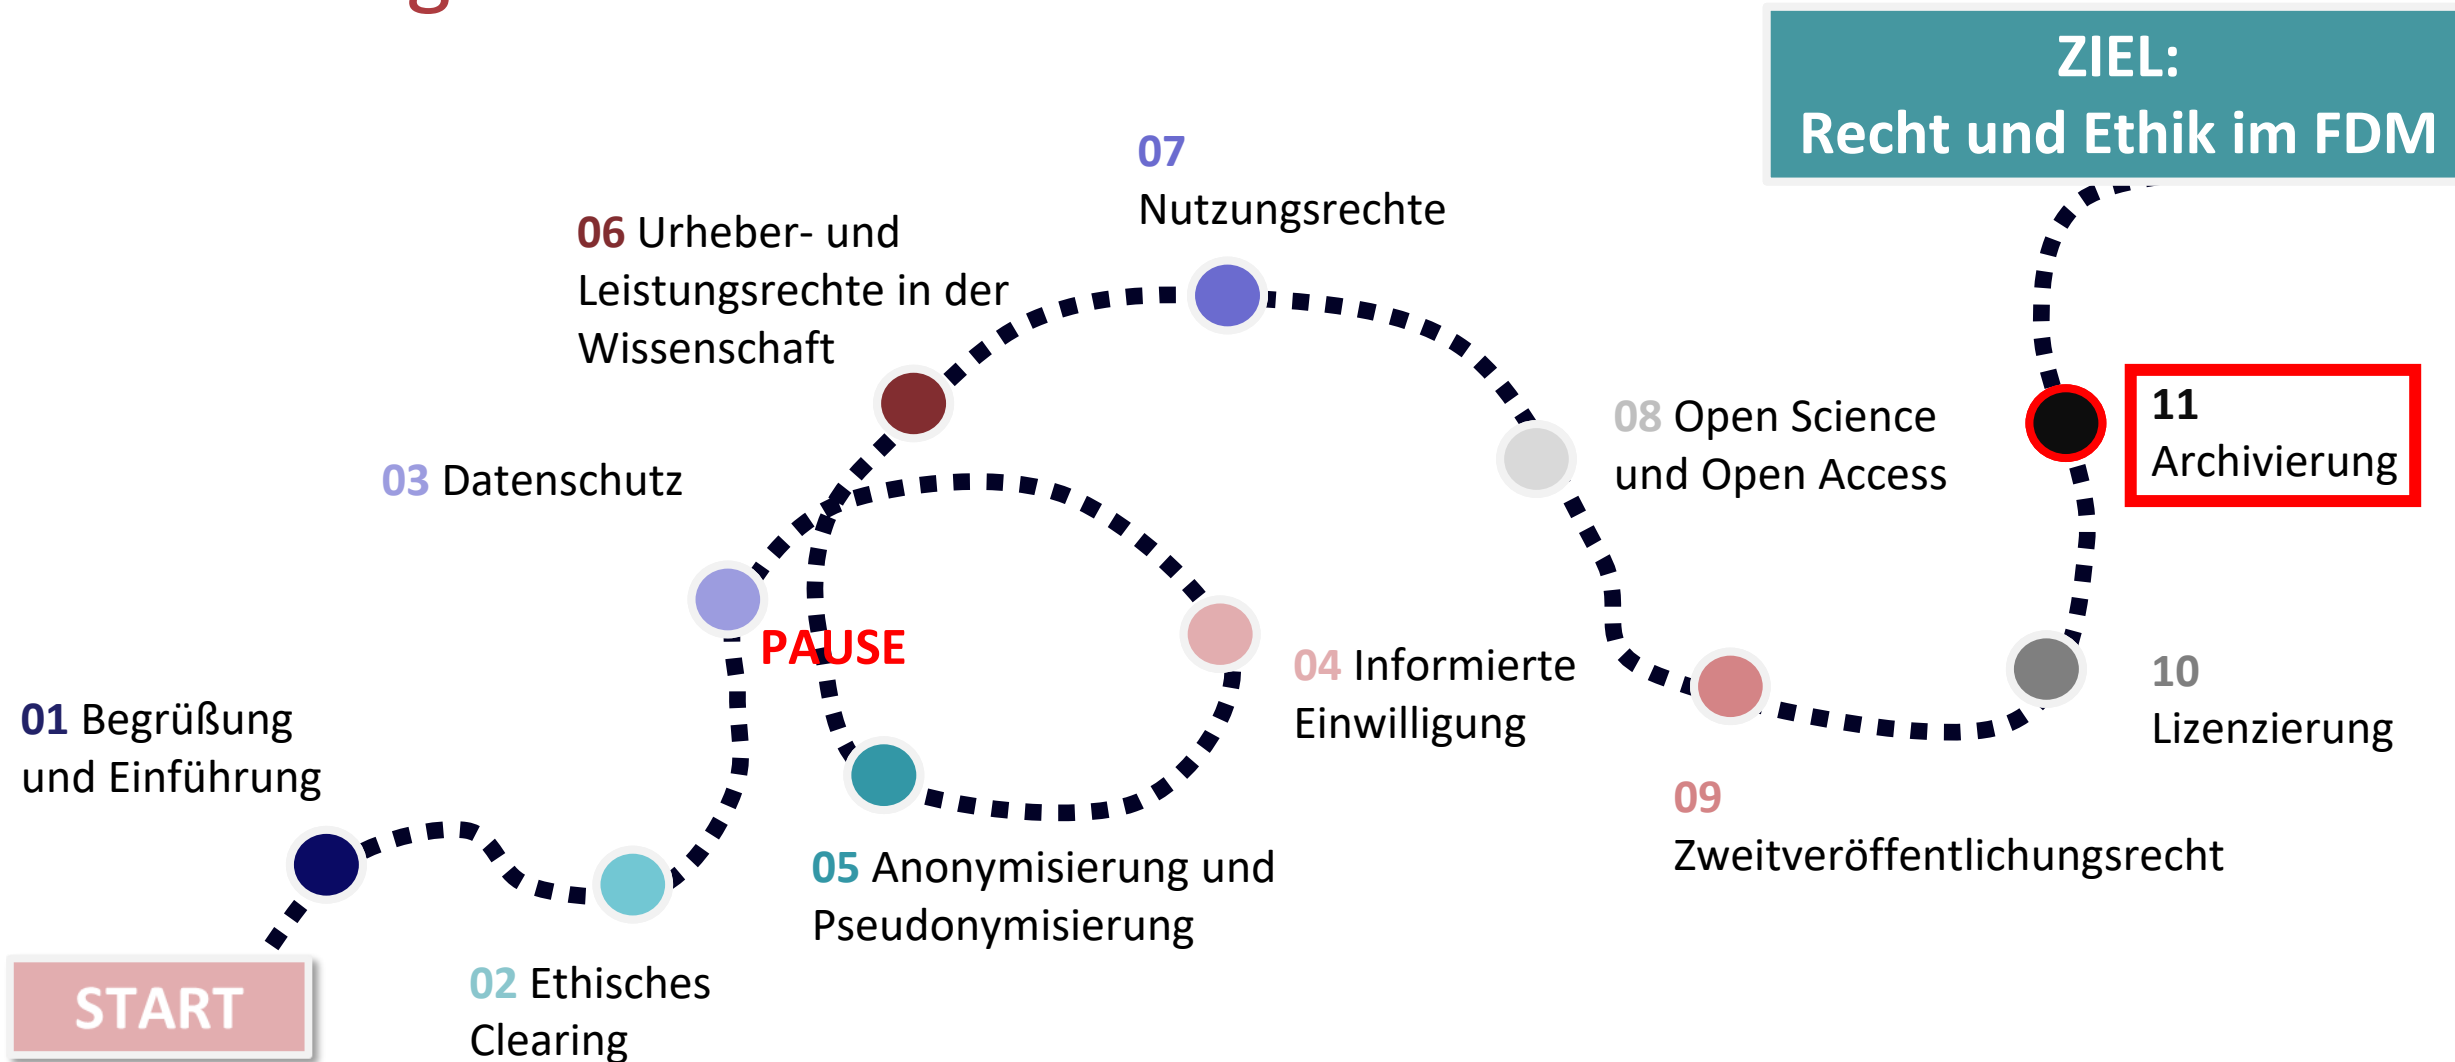 ZIEL:
Recht und Ethik im FDM
07
Nutzungsrechte
06 Urheber- und
Leistungsrechte in der
Wissenschaft
11
Archivierung
08 Open Science
und Open Access
03 Datenschutz
PAUSE
04 Informierte
Einwilligung
10
Lizenzierung
01 Begrüßung
und Einführung
09
Zweitveröffentlichungsrecht
05 Anonymisierung und
Pseudonymisierung
02 Ethisches
Clearing
START